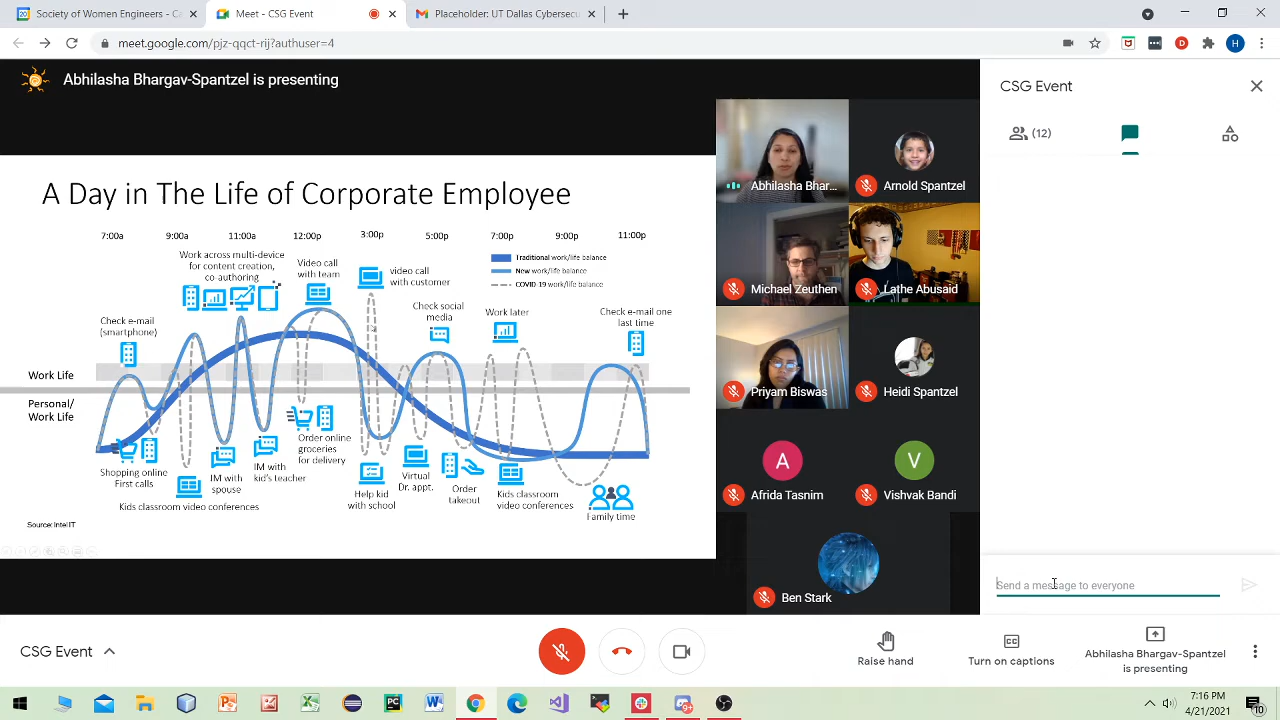 Society of Women Engineers - Ca
Meet - CSG Event
Placeholder: UT Dallas Cybersecu
meet.google.com/pjz-qqct-rij?authuser=4
H
Abhilasha Bhargav-Spantzel is presenting
A Day in The Life of Corporate Employee
7:00a 9:00a 11:00a 12:00p 3:00p 5:00p 7:00p 9:00p 11:00p
Traditional work/life balance
New work/life balance
COVID 19 work/life balance
Work across multi-device
for content creation,
co-authoring
Video call
with team
video call
with customer
Check social
media
Work later
Check e-mail one
last time
Check e-mail
(smartphone)
Work Life
Personal/
Work Life
Shopping online
First calls
Kids classroom video conferences
IM with
spouse
IM with
kid's teacher
Order online
groceries
for delivery
Help kid
with school
Virtual
Dr. appt.
Order
takeout
Kids classroom
video conferences
Family time
Source: Intel IT
Abhilasha Bhar...
Arnold Spantzel
Michael Zeuthen
Lathe Abusaid
Priyam Biswas
Heidi Spantzel
A
Afrida Tasnim
V
Vishvak Bandi
Ben Stark
CSG Event
(12)
Send a message to everyone
CSG Event
Raise hand
CC
Turn on captions
Abhilasha Bhargav-Spantzel
is presenting
7:16 PM
4/21/2021
10